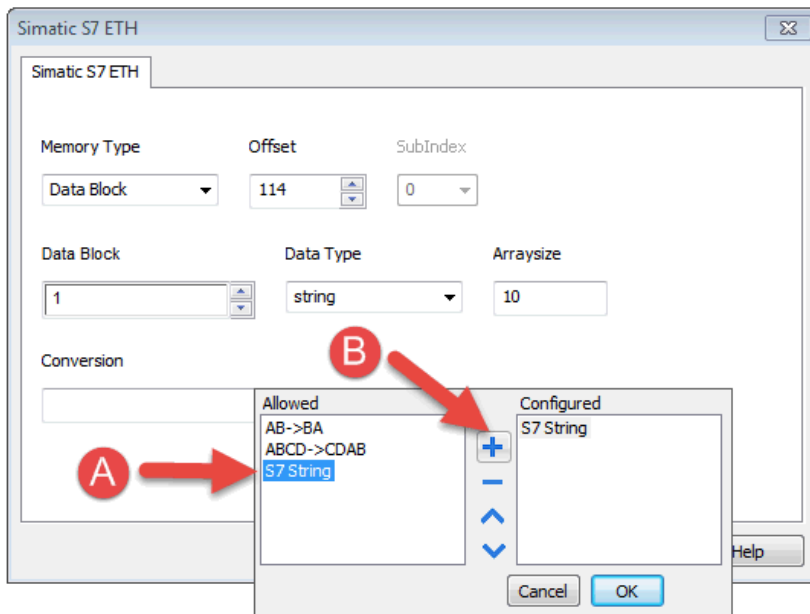 Simatic S7 ETH
Simatic S7 ETH
Memory Type Offset SubIndex
Data Block 114 0
Data Block Data Type Arraysize
1 string 10
Conversion
B
Allowed Configured
AB->BA S7 String
ABCD->CDAB
A S7 String
Help
Cancel OK